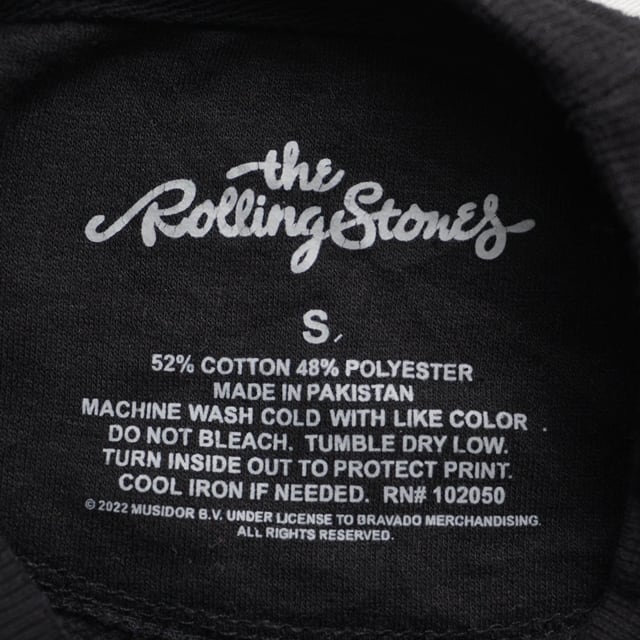 the
Rolling Stones
S
52% COTTON 48% POLYESTER
MADE IN PAKISTAN
MACHINE WASH COLD WITH LIKE COLOR .
DO NOT BLEACH. TUMBLE DRY LOW.
TURN INSIDE OUT TO PROTECT PRINT.
COOL IRON IF NEEDED. RN# 102050
© 2022 MUSIDOR B.V. UNDER LICENSE TO BRAVADO MERCHANDISING.
ALL RIGHTS RESERVED.